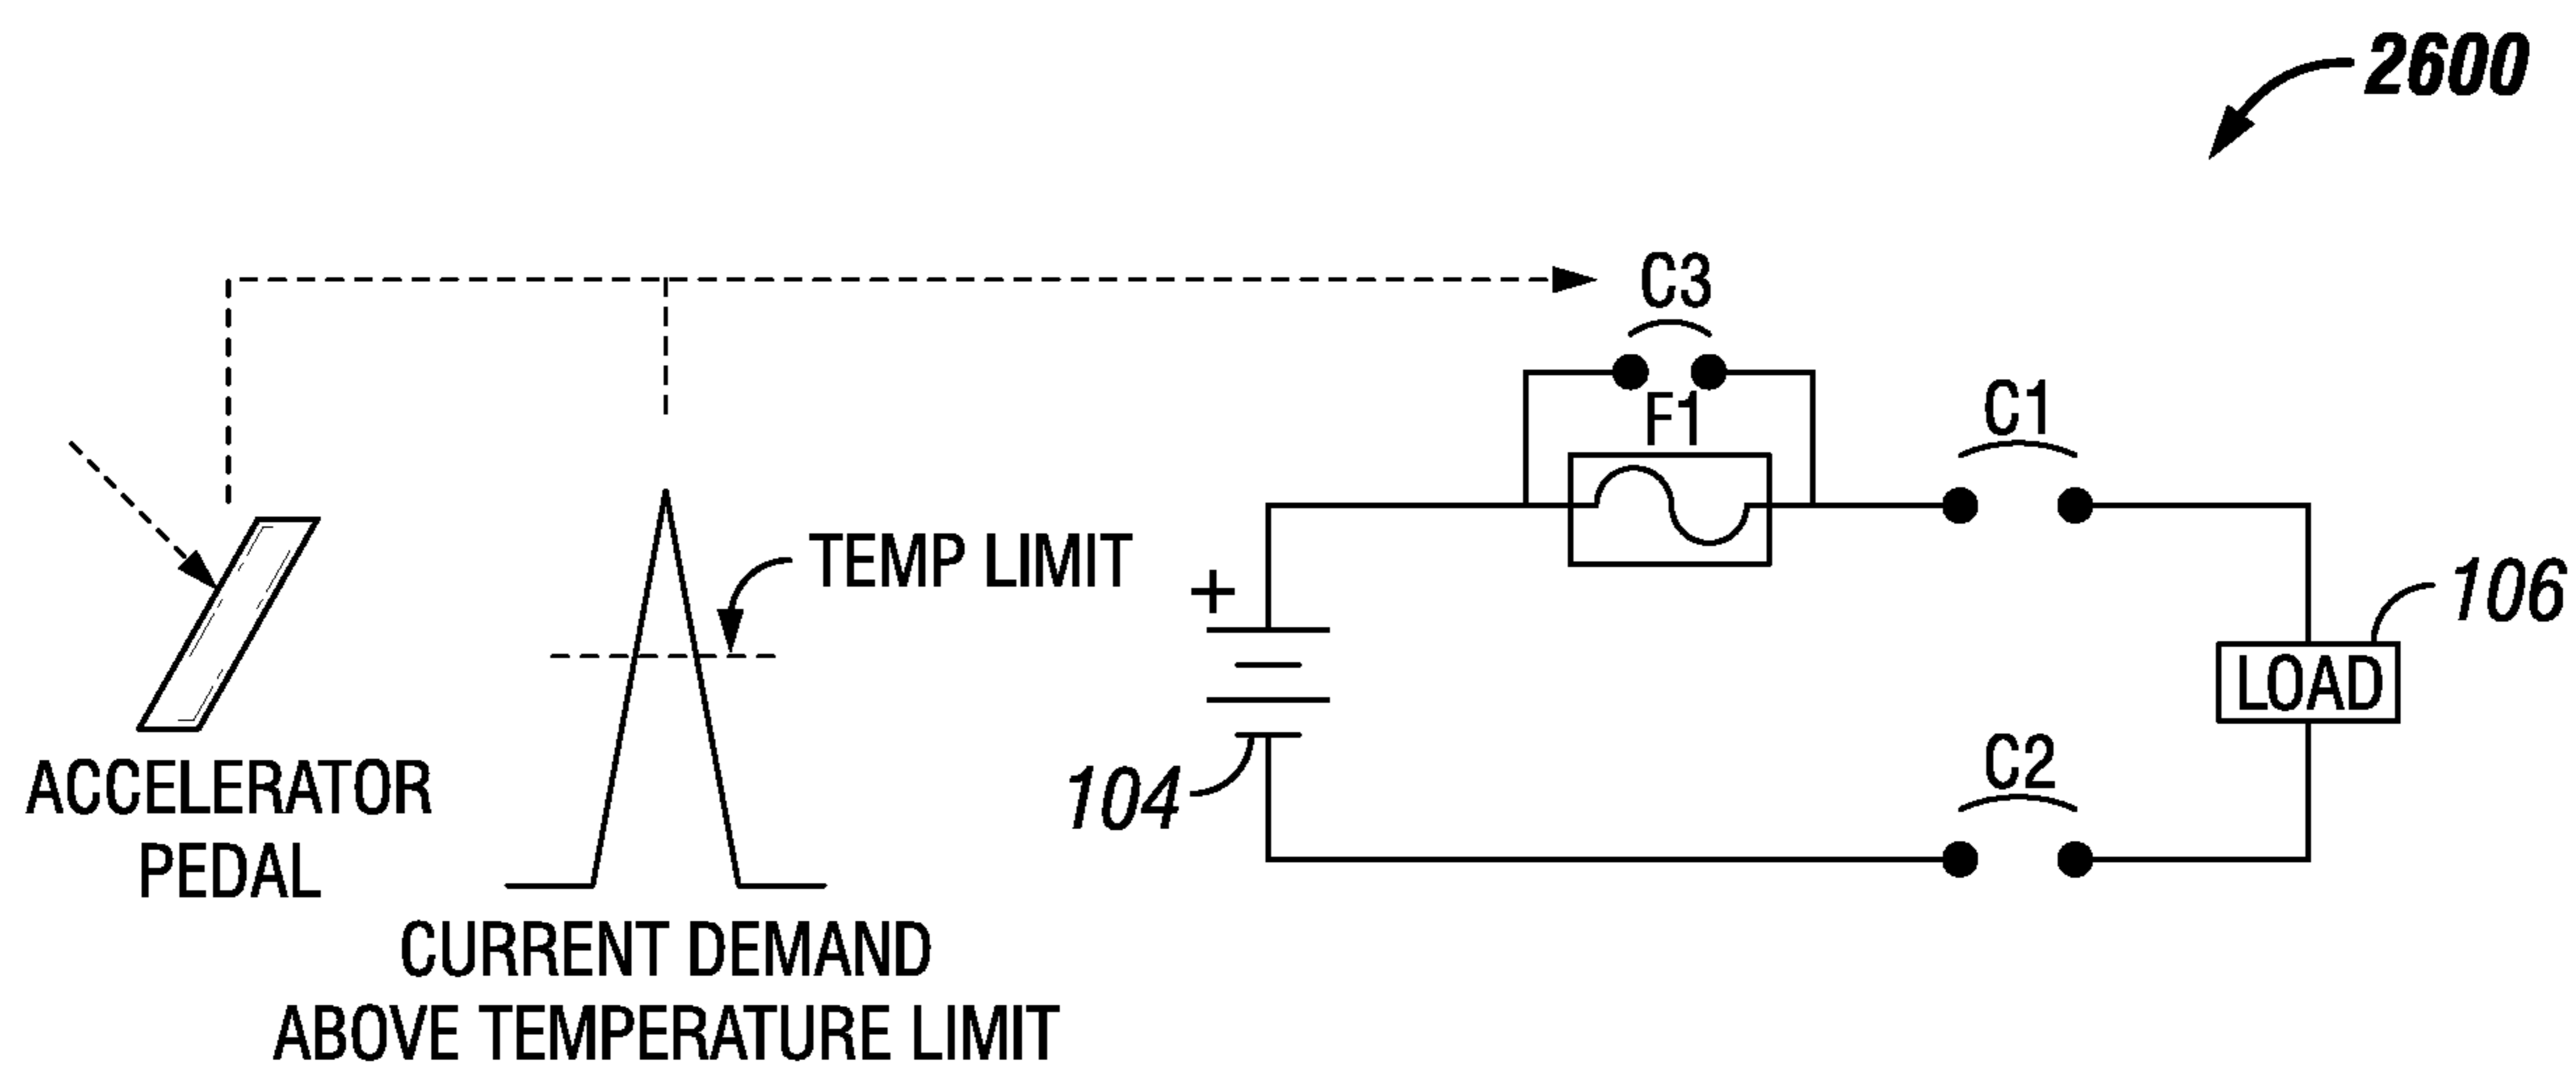 2600
C3
F1
C1
TEMP LIMIT
+
106
LOAD
C2
104
ACCELERATOR
PEDAL
CURRENT DEMAND
ABOVE TEMPERATURE LIMIT